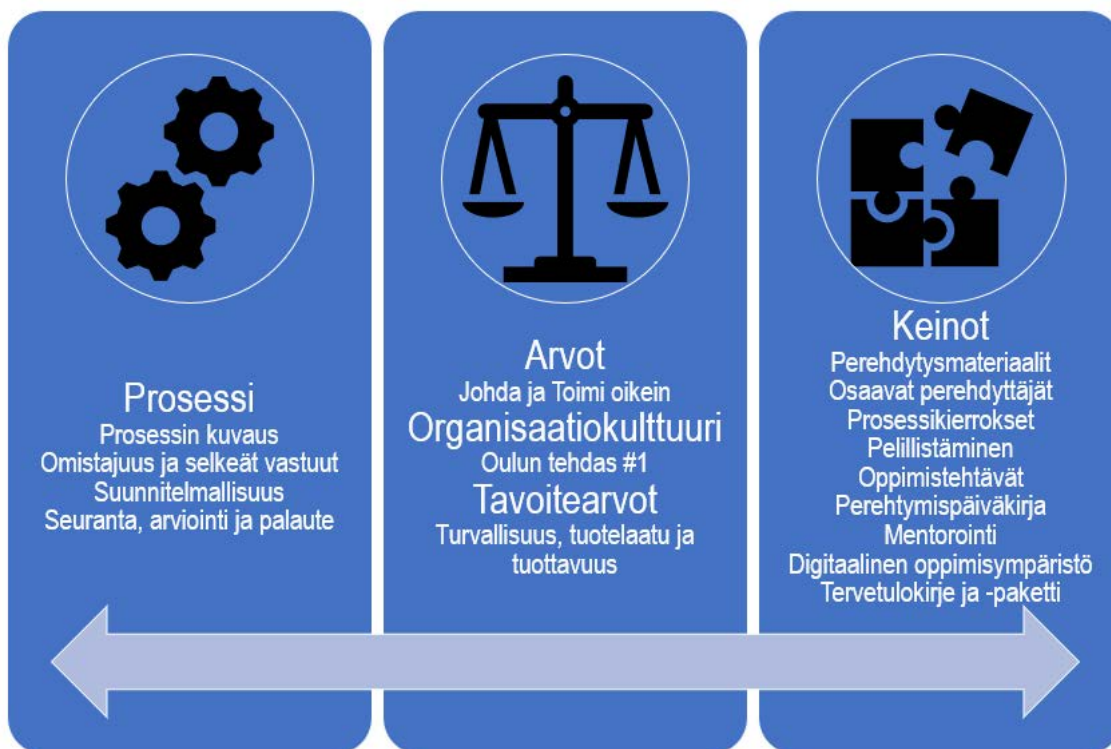 Prosessi
Prosessin kuvaus
Omistajuus ja selkeät vastuut
Suunnitelmallisuus
Seuranta, arviointi ja palaute
Arvot
Johda ja Toimi oikein
Organisaatiokulttuuri
Oulun tehdas #1
Tavoitearvot
Turvallisuus, tuotelaatu ja
tuottavuus
Keinot
Perehdytysmateriaalit
Osaavat perehdyttäjät
Prosessikierrokset
Pelillistäminen
Oppimistehtävät
Perehtymispäiväkirja
Mentorointi
Digitaalinen oppimisympäristö
Tervetulokirje ja -paketti